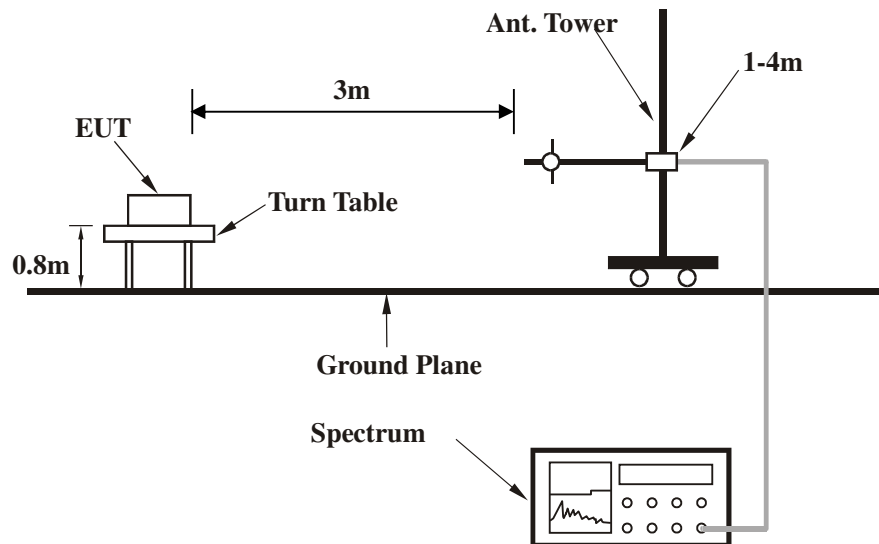 Ant. Tower
1-4m
3m
EUT
Turn Table
0.8m
Ground Plane
Spectrum